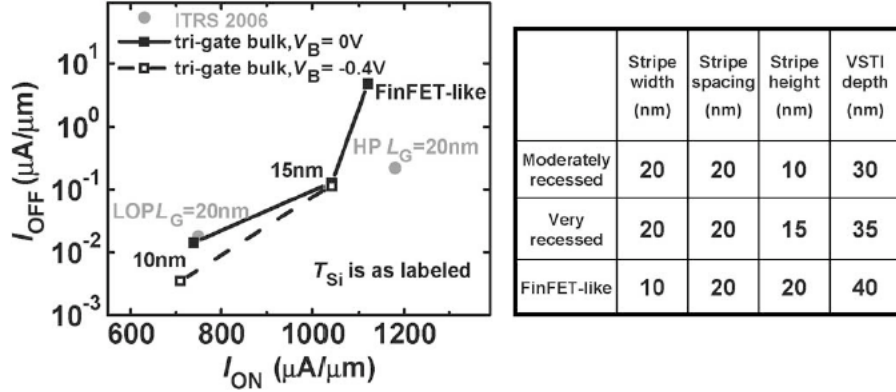 ITRS 2006
tri-gate bulk, V_B = 0V
tri-gate bulk, V_B = -0.4V
10^1
10^0
10^-1
10^-2
10^-3
I_OFF (µA/µm)
FinFET-like
HP L_G=20nm
15nm
LOP L_G=20nm
10nm
T_Si is as labeled
600 800 1000 1200
I_ON (µA/µm)
Stripe width (nm) Stripe spacing (nm) Stripe height (nm) VSTI depth (nm)
Moderately recessed 20 20 10 30
Very recessed 20 20 15 35
FinFET-like 10 20 20 40